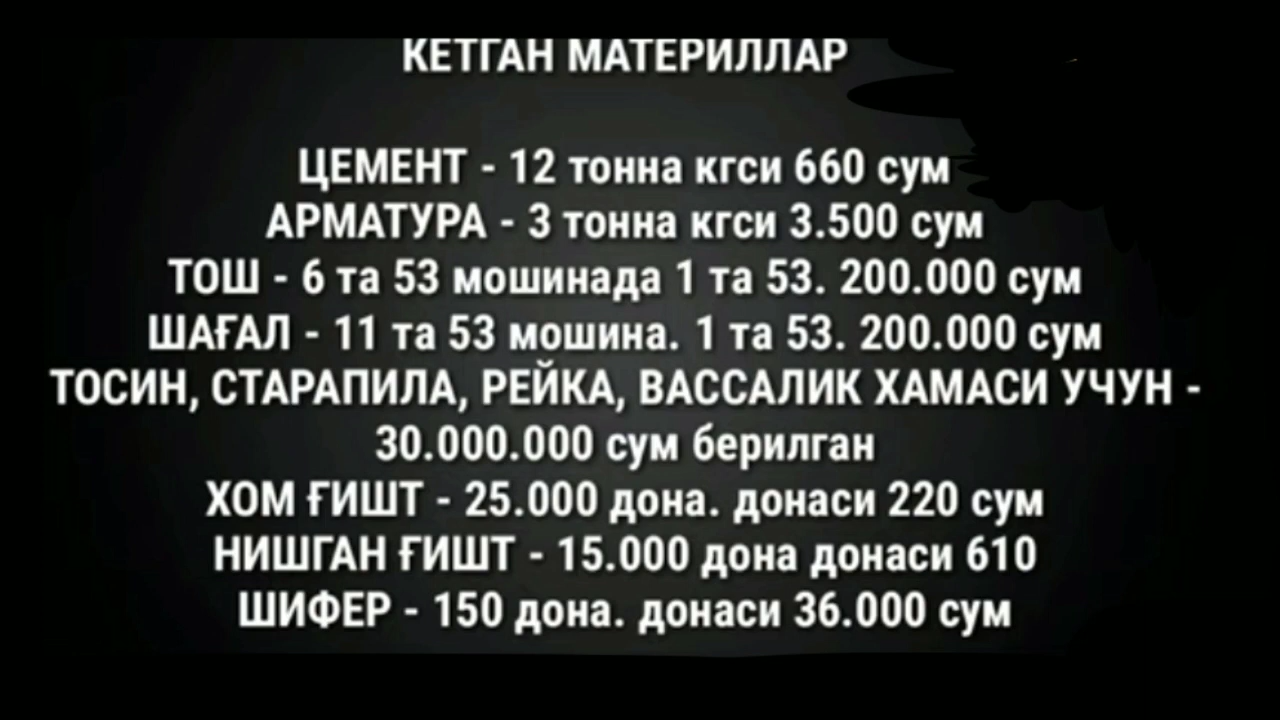 КЕТГАН МАТЕРИЛЛАР
ЦЕМЕНТ - 12 тонна кгси 660 сум
АРМАТУРА - 3 тонна кгси 3.500 сум
ТОШ - 6 та 53 мошинада 1 та 53. 200.000 сум
ШАҒАЛ - 11 та 53 мошина. 1 та 53. 200.000 сум
ТОСИН, СТАРАПИЛА, РЕЙКА, ВАССАЛИК ХАМАСИ УЧУН -
30.000.000 сум берилган
ХОМ ҒИШТ - 25.000 дона. донаси 220 сум
НИШГАН ҒИШТ - 15.000 дона донаси 610
ШИФЕР - 150 дона. донаси 36.000 сум